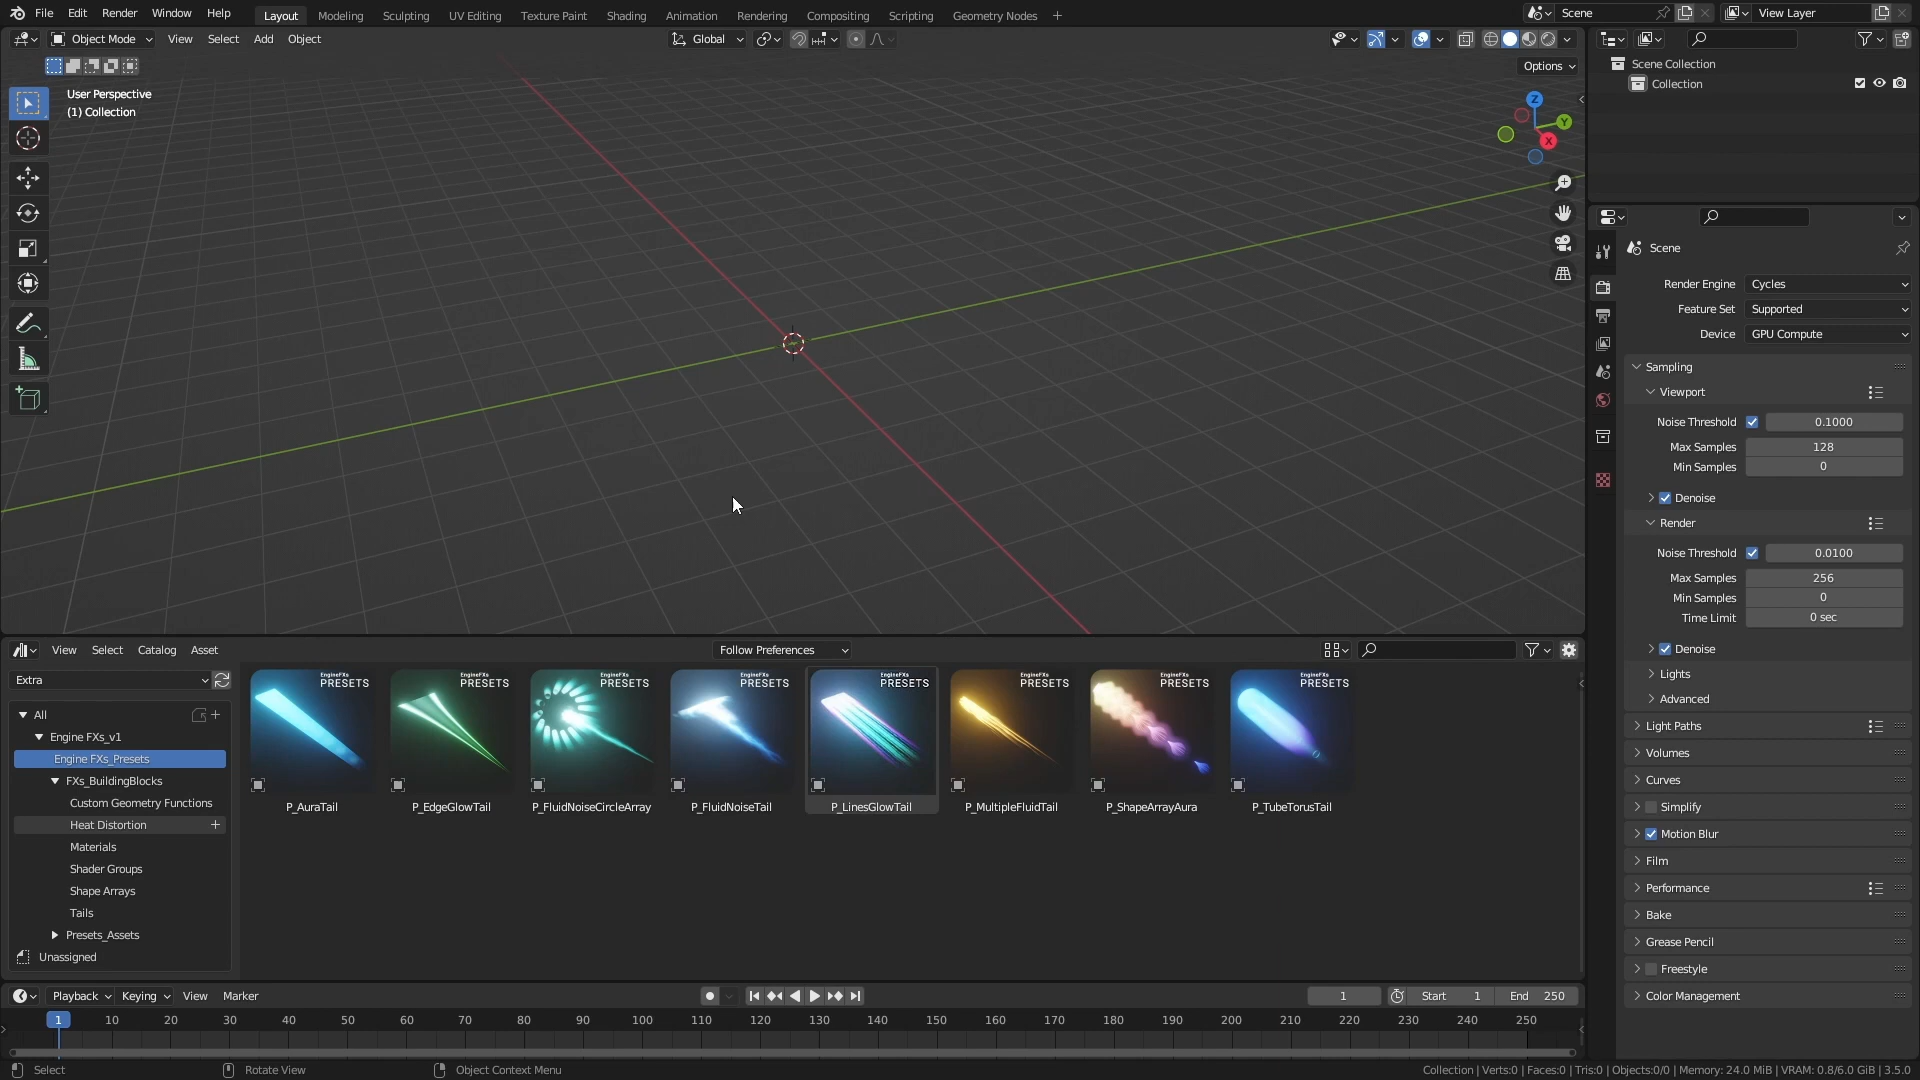 File Edit Render Window Help Layout Modeling Sculpting UV Editing Texture Paint Shading Animation Rendering Compositing Scripting Geometry Nodes + Scene View Layer
Object Mode View Select Add Object Global
Options
User Perspective
(1) Collection
Z
Y
X
Scene Collection
Collection
Scene
Render Engine Cycles
Feature Set Supported
Device GPU Compute
Sampling
Viewport
Noise Threshold 0.1000
Max Samples 128
Min Samples 0
Denoise
Render
Noise Threshold 0.0100
Max Samples 256
Min Samples 0
Time Limit 0 sec
Denoise
Lights
Advanced
Light Paths
Volumes
Curves
Simplify
Motion Blur
Film
Performance
Bake
Grease Pencil
Freestyle
Color Management
View Select Catalog Asset Follow Preferences
Extra
All
Engine FXs_v1
Engine FXs_Presets
FXs_BuildingBlocks
Custom Geometry Functions
Heat Distortion
Materials
Shader Groups
Shape Arrays
Tails
Presets_Assets
Unassigned
EngineFXs EngineFXs EngineFXs EngineFXs EngineFXs EngineFXs EngineFXs EngineFXs
PRESETS PRESETS PRESETS PRESETS PRESETS PRESETS PRESETS PRESETS
P_AuraTail P_EdgeGlowTail P_FluidNoiseCircleArray P_FluidNoiseTail P_LinesGlowTail P_MultipleFluidTail P_ShapeArrayAura P_TubeTorusTail
Playback Keying View Marker 1 Start 1 End 250
1 10 20 30 40 50 60 70 80 90 100 110 120 130 140 150 160 170 180 190 200 210 220 230 240 250
Select Rotate View Object Context Menu Collection | Verts:0 | Faces:0 | Tris:0 | Objects:0/0 | Memory: 24.0 MiB | VRAM: 0.8/6.0 GiB | 3.5.0